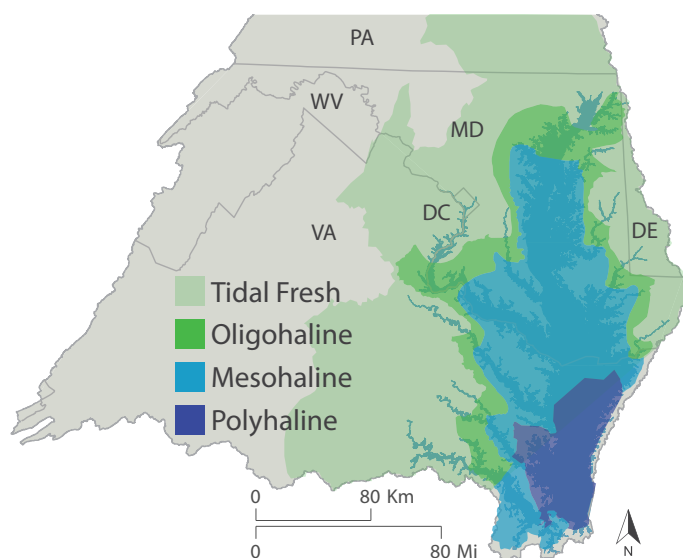 PA
WV
MD
DC
VA
DE
Tidal Fresh
Oligohaline
Mesohaline
Polyhaline
0 80 Km
0 80 Mi
N